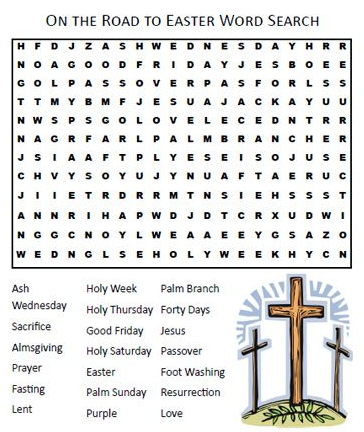 ON THE ROAD TO EASTER WORD SEARCH
H F D J Z A S H W E D N E S D A Y H R R
N O A G O O D F R I D A Y J E S B O E E
G O L P A S S O V E R P A S F O R L S S
T T M Y B M F J E S U A J A C K A Y U U
N W S P S G O L O V E L E C E D N T R R
N A G R F A R L P A L M B R A N C H E R
J S I A A F T P L Y E S E I S O J U S E
C H V Y S O Y U J Y N U A F T A E R U C
J I I E T R D R R M T N S I E H S S S T
A N N R I H A P W D J D T C R X U D W I
N G G C N O Y L W E A A E E Y G S A Z O
W E D N G L S E H O L Y W E E K H Y C N
Ash Wednesday
Sacrifice
Almsgiving
Prayer
Fasting
Lent
Holy Week
Holy Thursday
Good Friday
Holy Saturday
Easter
Palm Sunday
Purple
Palm Branch
Forty Days
Jesus
Passover
Foot Washing
Resurrection
Love